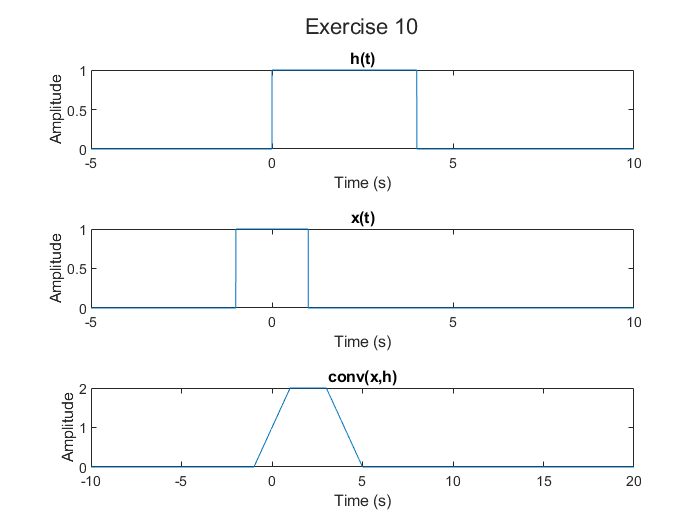 Exercise 10
h(t)
1
0.5
0
Amplitude
-5 0 5 10
Time (s)
x(t)
1
0.5
0
Amplitude
-5 0 5 10
Time (s)
conv(x,h)
2
1
0
Amplitude
-10 -5 0 5 10 15 20
Time (s)